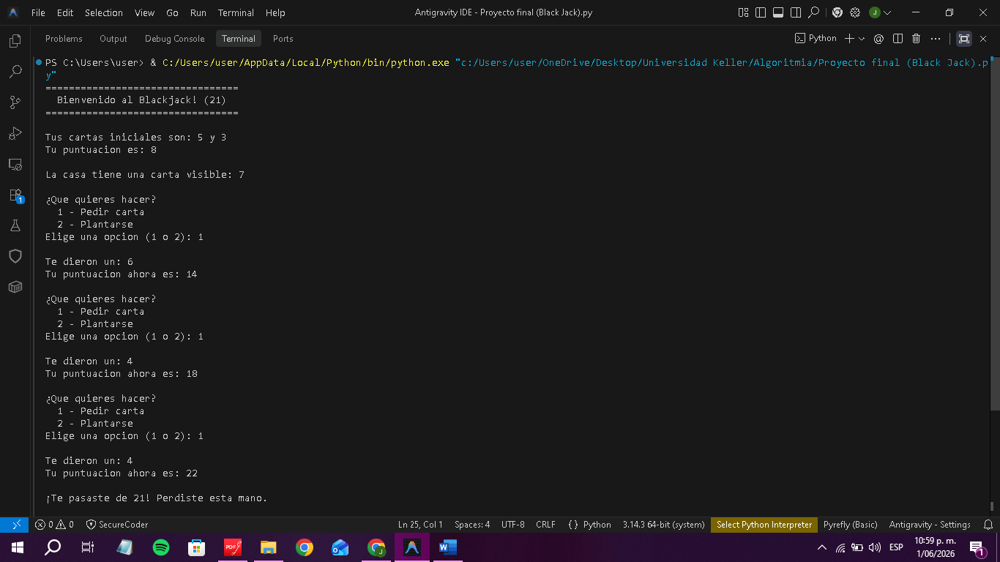 File Edit Selection View Go Run Terminal Help
Antigravity IDE - Proyecto final (Black Jack).py
J
Problems Output Debug Console Terminal Ports
Python
PS C:\Users\user> & C:/Users/user/AppData/Local/Python/bin/python.exe "c:/Users/user/OneDrive/Desktop/Universidad Keller/Algoritmia/Proyecto final (Black Jack).p
y"
=================================
Bienvenido al Blackjack! (21)
=================================
Tus cartas iniciales son: 5 y 3
Tu puntuacion es: 8
La casa tiene una carta visible: 7
¿Que quieres hacer?
1 - Pedir carta
2 - Plantarse
Elige una opcion (1 o 2): 1
Te dieron un: 6
Tu puntuacion ahora es: 14
¿Que quieres hacer?
1 - Pedir carta
2 - Plantarse
Elige una opcion (1 o 2): 1
Te dieron un: 4
Tu puntuacion ahora es: 18
¿Que quieres hacer?
1 - Pedir carta
2 - Plantarse
Elige una opcion (1 o 2): 1
Te dieron un: 4
Tu puntuacion ahora es: 22
¡Te pasaste de 21! Perdiste esta mano.
1
0 0 SecureCoder Ln 25, Col 1 Spaces: 4 UTF-8 CRLF {} Python 3.14.3 64-bit (system) Select Python Interpreter Pyrefly (Basic) Antigravity - Settings
PDF J W ESP 10:59 p. m.
1/06/2026 1